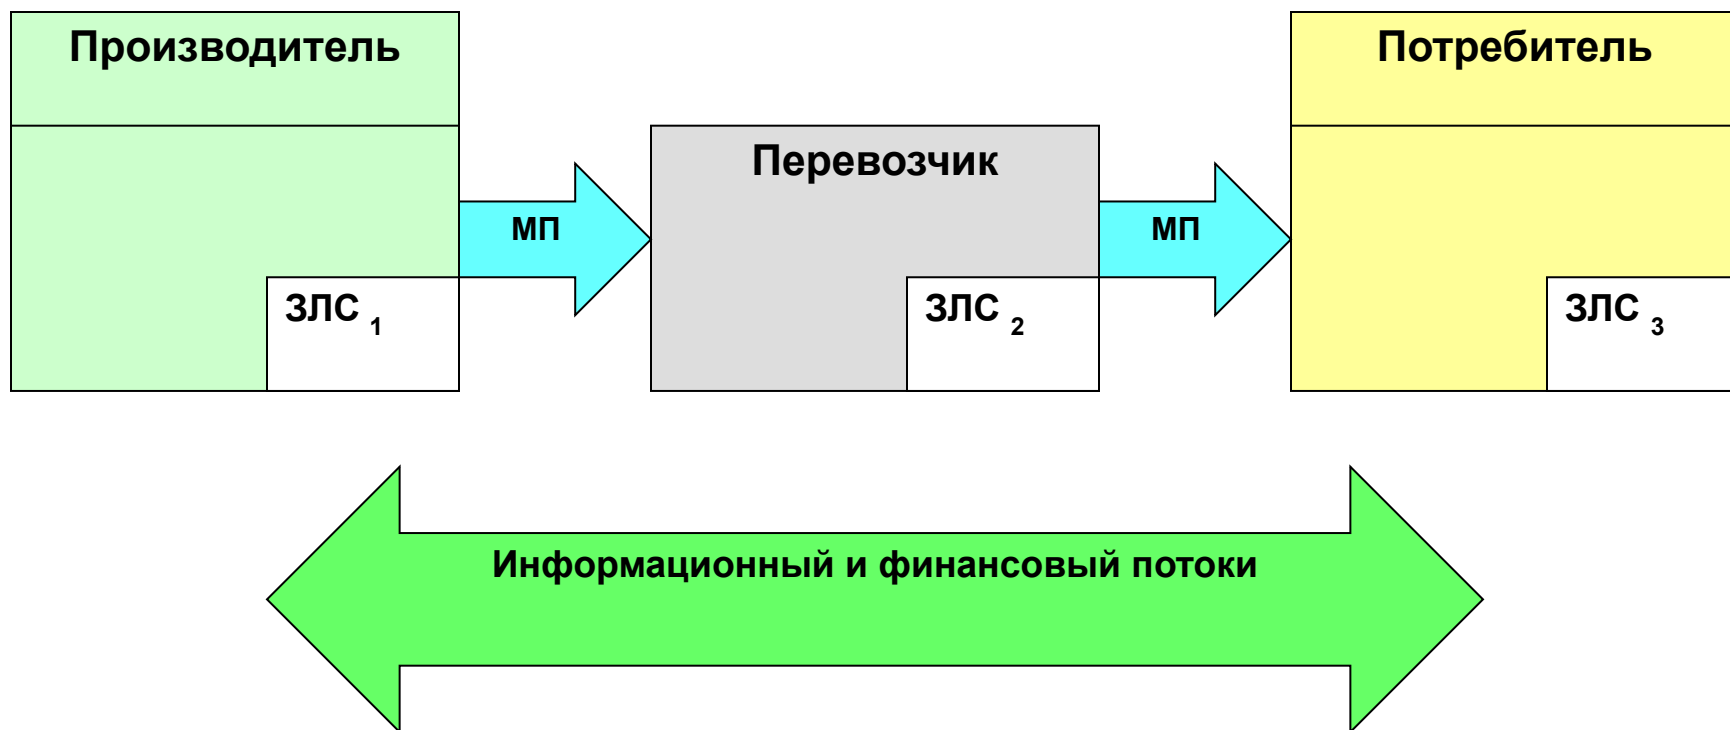 Производитель
Потребитель
Перевозчик
МП
МП
ЗЛС 1
ЗЛС 2
ЗЛС 3
Информационный и финансовый потоки